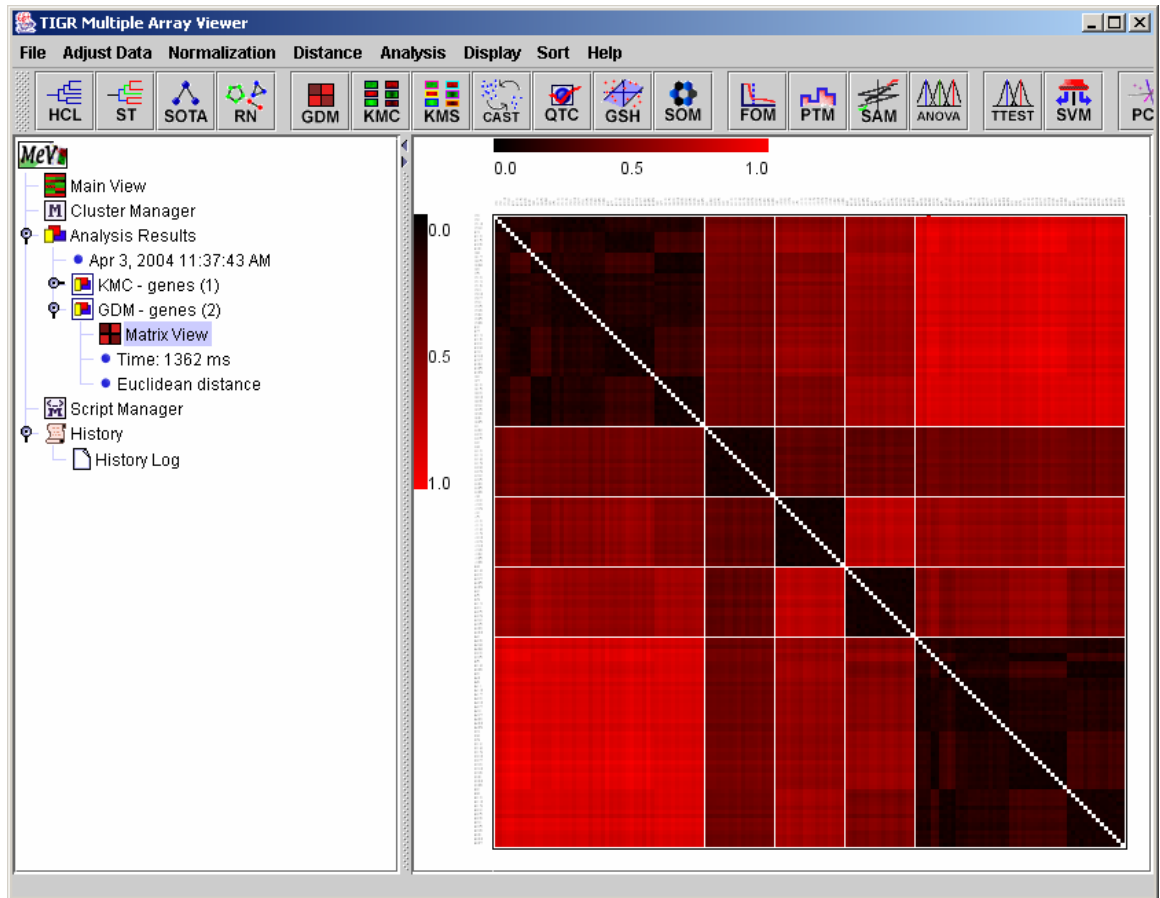 TIGR Multiple Array Viewer
File Adjust Data Normalization Distance Analysis Display Sort Help
HCL ST SOTA RN GDM KMC KMS CAST QTC GSH SOM FOM PTM SAM ANOVA TTEST SVM PC
MeV
Main View
M Cluster Manager
Analysis Results
Apr 3, 2004 11:37:43 AM
KMC - genes (1)
GDM - genes (2)
Matrix View
Time: 1362 ms
Euclidean distance
Script Manager
History
History Log
0.0 0.5 1.0
0.0
0.5
1.0